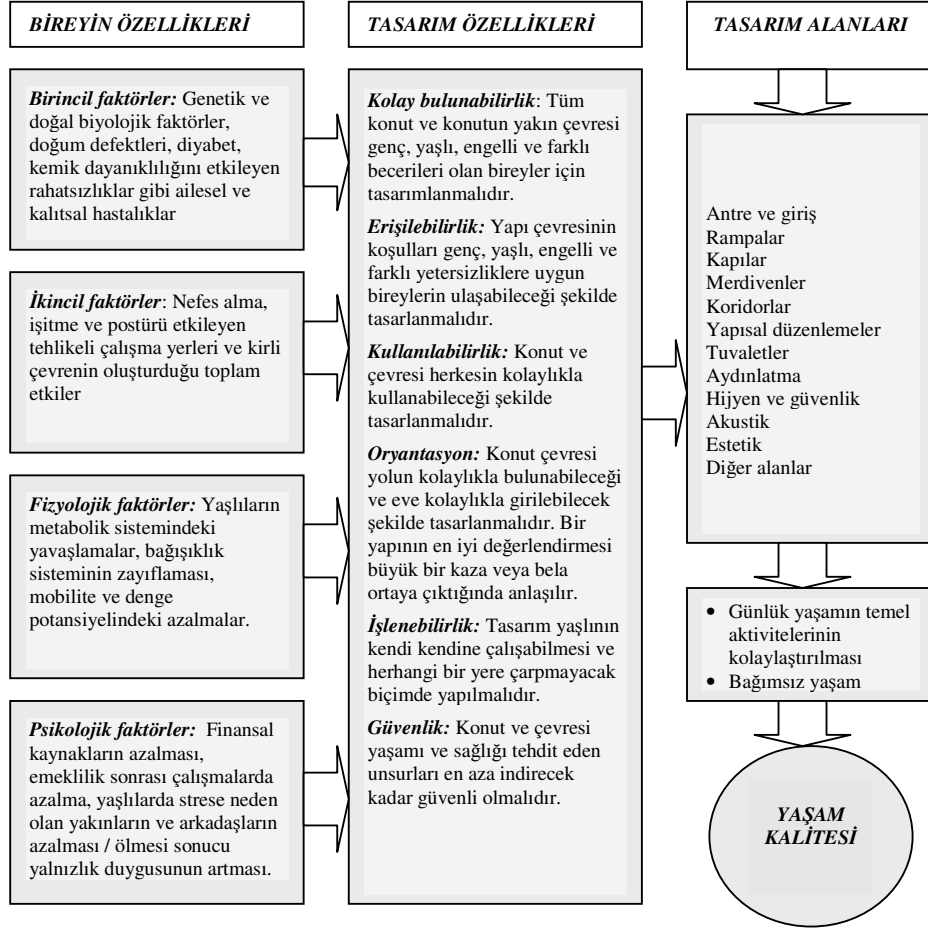 BİREYİN ÖZELLİKLERİ
Birincil faktörler: Genetik ve
doğal biyolojik faktörler,
doğum defektleri, diyabet,
kemik dayanıklılığını etkileyen
rahatsızlıklar gibi ailesel ve
kalıtsal hastalıklar
İkincil faktörler: Nefes alma,
işitme ve postürü etkileyen
tehlikeli çalışma yerleri ve kirli
çevrenin oluşturduğu toplam
etkiler
Fizyolojik faktörler: Yaşlıların
metabolik sistemindeki
yavaşlamalar, bağışıklık
sisteminin zayıflaması,
mobilite ve denge
potansiyelindeki azalmalar.
Psikolojik faktörler: Finansal
kaynakların azalması,
emeklilik sonrası çalışmalarda
azalma, yaşlılarda strese neden
olan yakınların ve arkadaşların
azalması / ölmesi sonucu
yalnızlık duygusunun artması.
TASARIM ÖZELLİKLERİ
Kolay bulunabilirlik: Tüm
konut ve konutun yakın çevresi
genç, yaşlı, engelli ve farklı
becerileri olan bireyler için
tasarımlanmalıdır.
Erişilebilirlik: Yapı çevresinin
koşulları genç, yaşlı, engelli ve
farklı yetersizliklere uygun
bireylerin ulaşabileceği şekilde
tasarlanmalıdır.
Kullanılabilirlik: Konut ve
çevresi herkesin kolaylıkla
kullanabileceği şekilde
tasarlanmalıdır.
Oryantasyon: Konut çevresi
yolun kolaylıkla bulunabileceği
ve eve kolaylıkla girilebilecek
şekilde tasarlanmalıdır. Bir
yapının en iyi değerlendirmesi
büyük bir kaza veya bela
ortaya çıktığında anlaşılır.
İşlenebilirlik: Tasarım yaşlının
kendi kendine çalışabilmesi ve
herhangi bir yere çarpmayacak
biçimde yapılmalıdır.
Güvenlik: Konut ve çevresi
yaşamı ve sağlığı tehdit eden
unsurları en aza indirecek
kadar güvenli olmalıdır.
TASARIM ALANLARI
Antre ve giriş
Rampalar
Kapılar
Merdivenler
Koridorlar
Yapısal düzenlemeler
Tuvaletler
Aydınlatma
Hijyen ve güvenlik
Akustik
Estetik
Diğer alanlar
• Günlük yaşamın temel
aktivitelerinin
kolaylaştırılması
• Bağımsız yaşam
YAŞAM
KALİTESİ